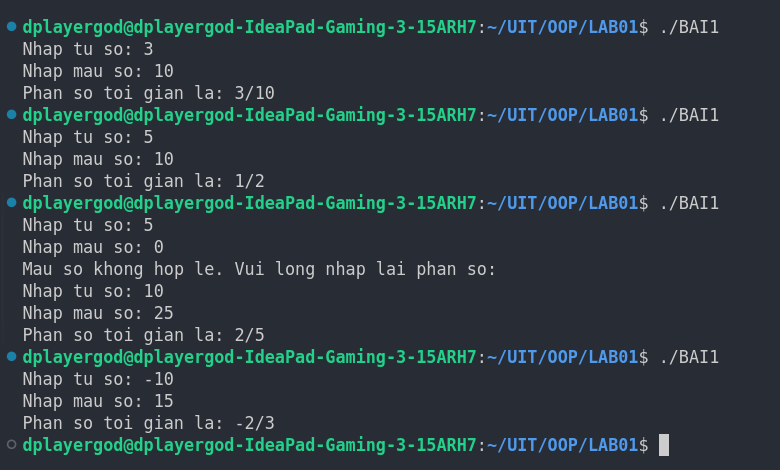 dplayergod@dplayergod-IdeaPad-Gaming-3-15ARH7:~/UIT/OOP/LAB01$ ./BAI1
Nhap tu so: 3
Nhap mau so: 10
Phan so toi gian la: 3/10
dplayergod@dplayergod-IdeaPad-Gaming-3-15ARH7:~/UIT/OOP/LAB01$ ./BAI1
Nhap tu so: 5
Nhap mau so: 10
Phan so toi gian la: 1/2
dplayergod@dplayergod-IdeaPad-Gaming-3-15ARH7:~/UIT/OOP/LAB01$ ./BAI1
Nhap tu so: 5
Nhap mau so: 0
Mau so khong hop le. Vui long nhap lai phan so:
Nhap tu so: 10
Nhap mau so: 25
Phan so toi gian la: 2/5
dplayergod@dplayergod-IdeaPad-Gaming-3-15ARH7:~/UIT/OOP/LAB01$ ./BAI1
Nhap tu so: -10
Nhap mau so: 15
Phan so toi gian la: -2/3
dplayergod@dplayergod-IdeaPad-Gaming-3-15ARH7:~/UIT/OOP/LAB01$